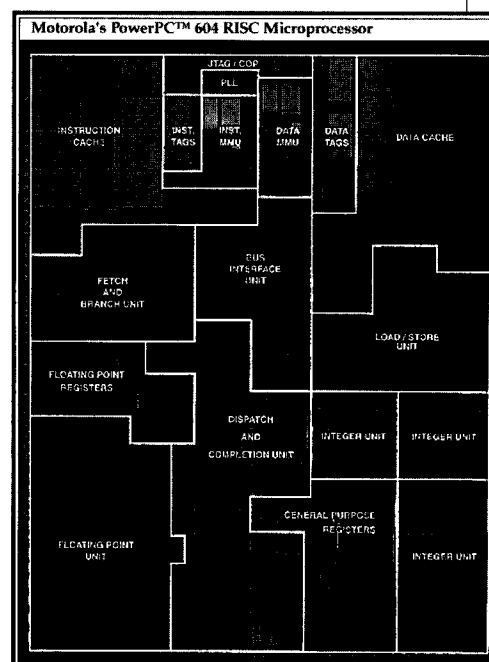 Motorola's PowerPC™ 604 RISC Microprocessor
JTAG / COP
PLL
INSTRUCTION
CACHE
INST.
TAGS
INST.
MMU
DATA
MMU
DATA
TAGS
DATA CACHE
FETCH
AND
BRANCH UNIT
BUS
INTERFACE
UNIT
LOAD / STORE
UNIT
FLOATING POINT
REGISTERS
DISPATCH
AND
COMPLETION UNIT
INTEGER UNIT
INTEGER UNIT
GENERAL PURPOSE
REGISTERS
FLOATING POINT
UNIT
INTEGER UNIT